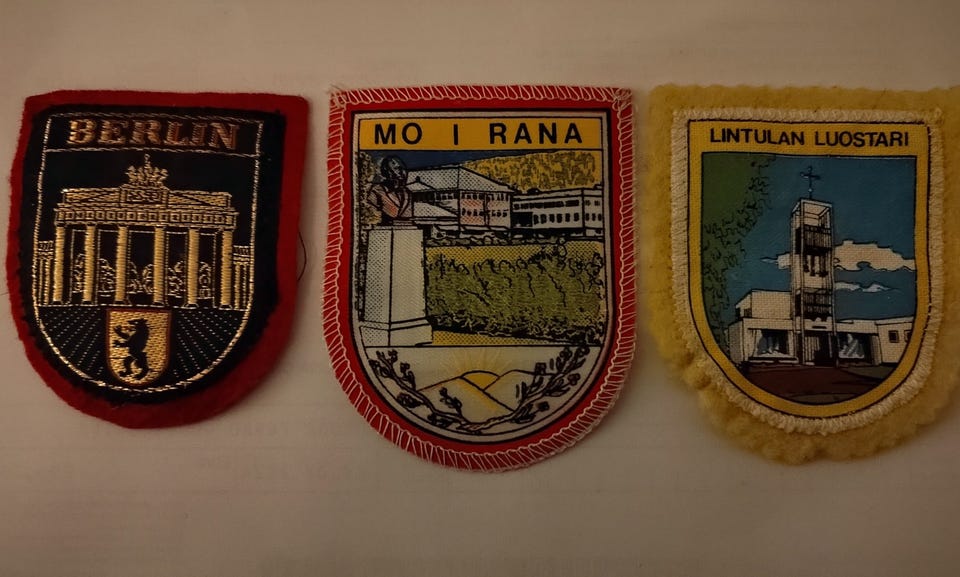 BERLIN
MO I RANA
LINTULAN LUOSTARI